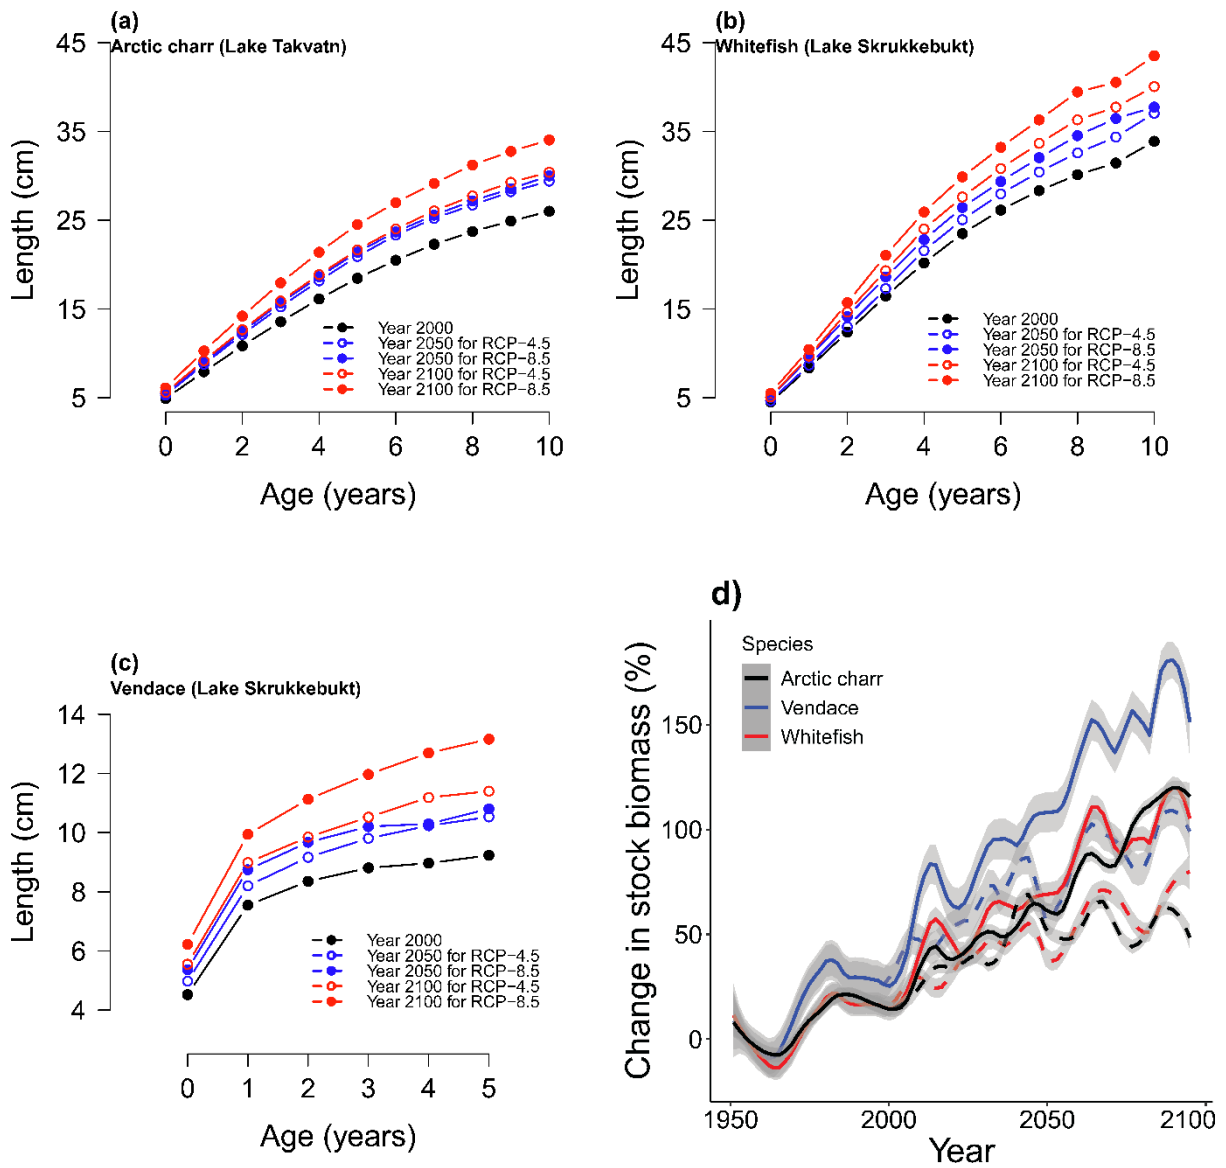 (a)
Arctic charr (Lake Takvatn)
45
35
25
15
5
Length (cm)
Year 2000
Year 2050 for RCP-4.5
Year 2050 for RCP-8.5
Year 2100 for RCP-4.5
Year 2100 for RCP-8.5
0 2 4 6 8 10
Age (years)
(b)
Whitefish (Lake Skrukkebukt)
45
35
25
15
5
Length (cm)
Year 2000
Year 2050 for RCP-4.5
Year 2050 for RCP-8.5
Year 2100 for RCP-4.5
Year 2100 for RCP-8.5
0 2 4 6 8 10
Age (years)
(c)
Vendace (Lake Skrukkebukt)
14
12
10
8
6
4
Length (cm)
Year 2000
Year 2050 for RCP-4.5
Year 2050 for RCP-8.5
Year 2100 for RCP-4.5
Year 2100 for RCP-8.5
0 1 2 3 4 5
Age (years)
d)
Species
Arctic charr
Vendace
Whitefish
150
100
50
0
Change in stock biomass (%)
1950 2000 2050 2100
Year